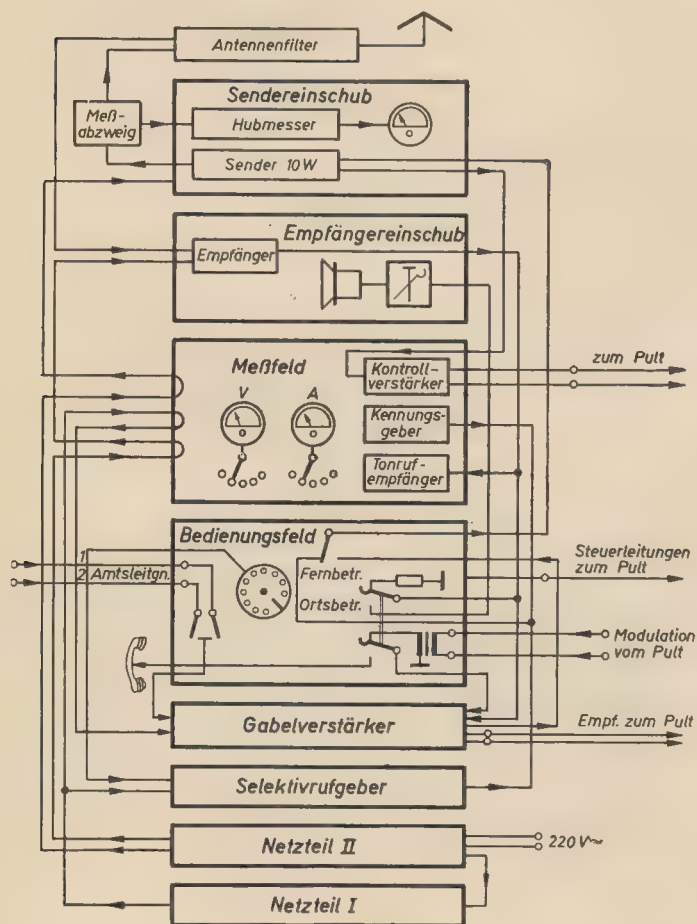 Antennenfilter
Sendereinschub
Meß-
abzweig
Hubmesser
Sender 10W
Empfängereinschub
Empfänger
Meßfeld
V
A
Kontroll-
verstärker
zum Pult
Kennungs-
geber
Tonruf-
empfänger
Bedienungsfeld
1
2 Amtsleitgn.
Fernbetr.
Ortsbetr.
Steuerleitungen
zum Pult
Modulation
vom Pult
Gabelverstärker
Empf. zum Pult
Selektivrufgeber
Netzteil II
220 V~
Netzteil I